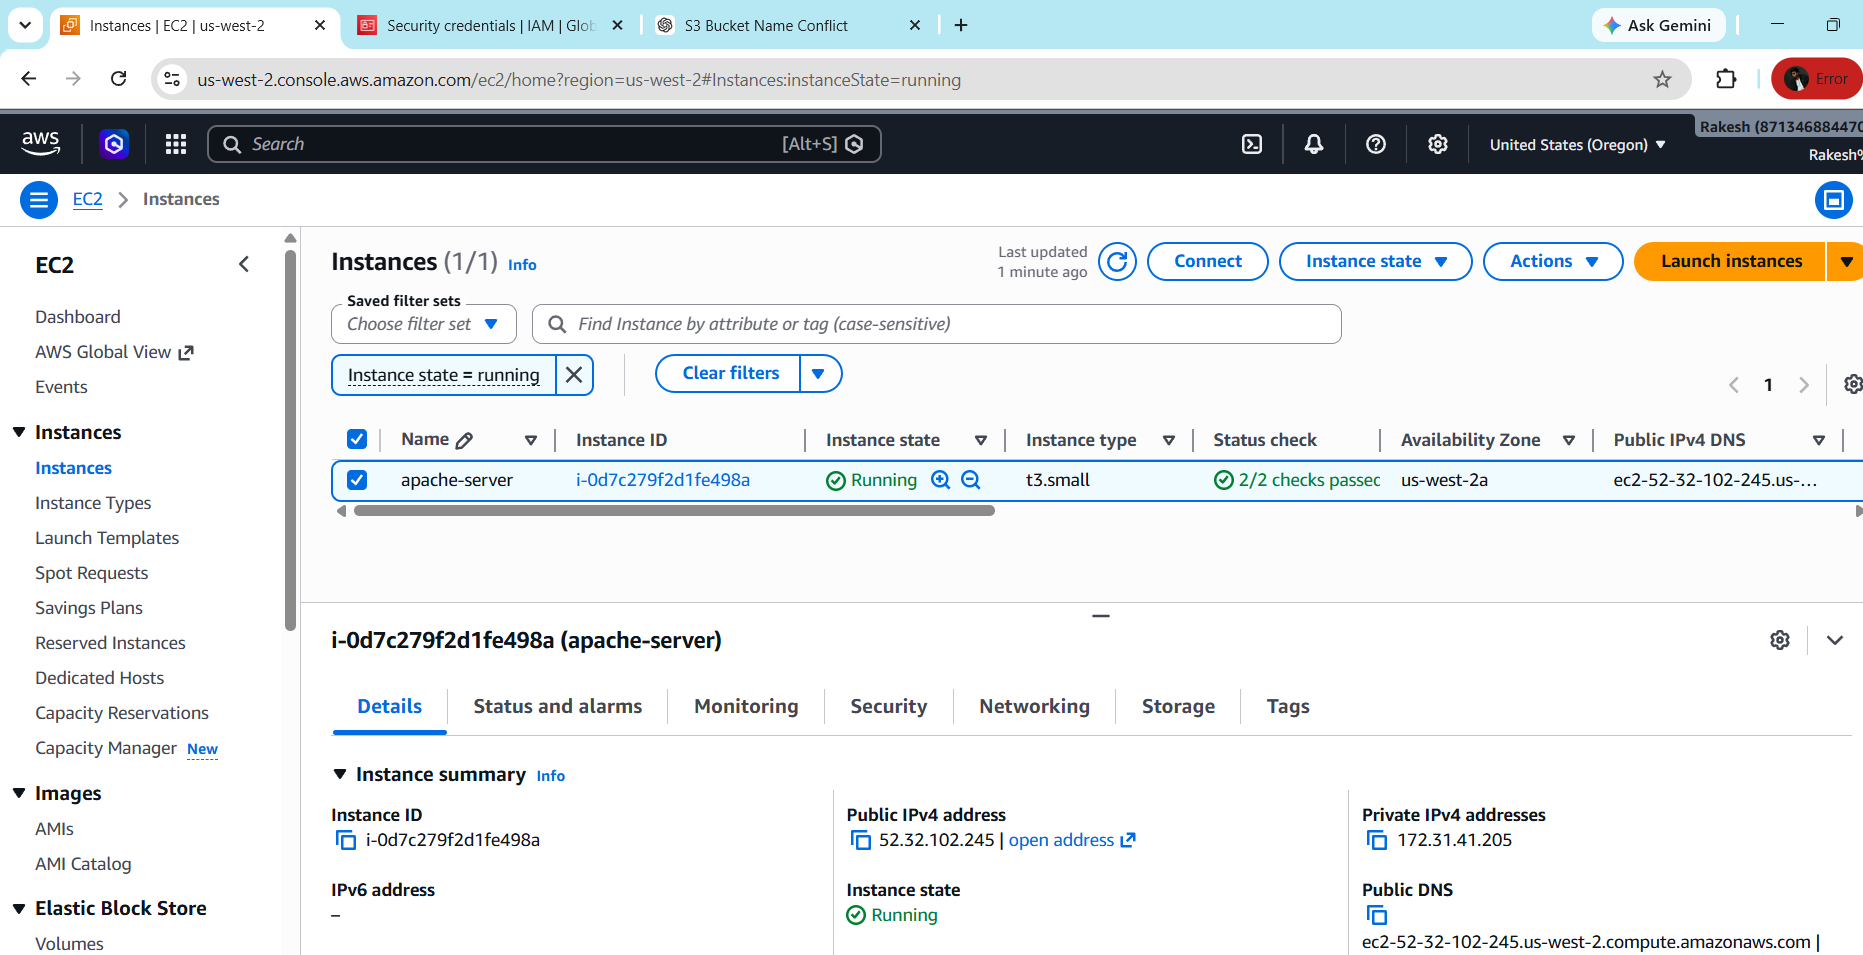 Instances | EC2 | us-west-2
Security credentials | IAM | Glob
S3 Bucket Name Conflict
Ask Gemini
us-west-2.console.aws.amazon.com/ec2/home?region=us-west-2#Instances:instanceState=running
Error
aws
Search
[Alt+S]
United States (Oregon)
Rakesh (871346884470
Rakesh%
EC2
Instances
EC2
Dashboard
AWS Global View
Events
Instances
Instances
Instance Types
Launch Templates
Spot Requests
Savings Plans
Reserved Instances
Dedicated Hosts
Capacity Reservations
Capacity Manager New
Images
AMIs
AMI Catalog
Elastic Block Store
Volumes
Instances (1/1) Info
Last updated
1 minute ago
Connect
Instance state
Actions
Launch instances
Saved filter sets
Choose filter set
Find Instance by attribute or tag (case-sensitive)
Instance state = running
Clear filters
1
Name Instance ID Instance state Instance type Status check Availability Zone Public IPv4 DNS
apache-server i-0d7c279f2d1fe498a Running t3.small 2/2 checks passed us-west-2a ec2-52-32-102-245.us-...
i-0d7c279f2d1fe498a (apache-server)
Details Status and alarms Monitoring Security Networking Storage Tags
Instance summary Info
Instance ID
i-0d7c279f2d1fe498a
IPv6 address
–
Public IPv4 address
52.32.102.245 | open address
Instance state
Running
Private IPv4 addresses
172.31.41.205
Public DNS
ec2-52-32-102-245.us-west-2.compute.amazonaws.com |